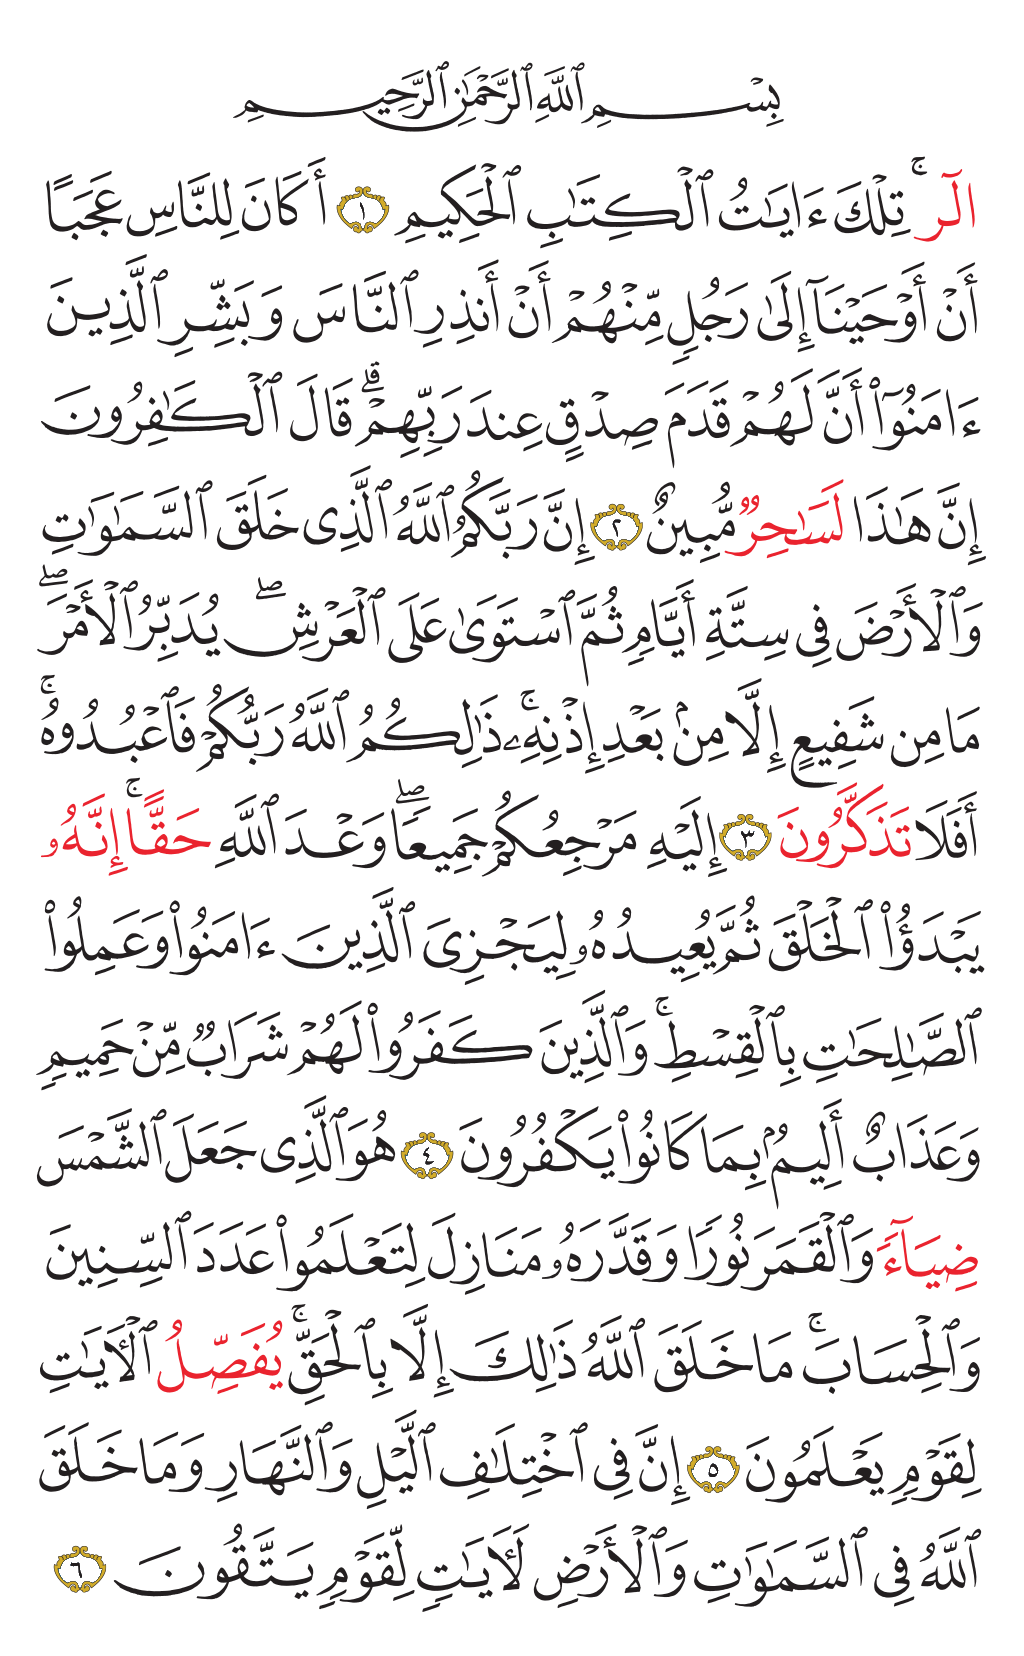 بِسْمِ ٱللَّهِ ٱلرَّحْمَٰنِ ٱلرَّحِيمِ
الٓرۚ تِلْكَ ءَايَٰتُ ٱلْكِتَٰبِ ٱلْحَكِيمِ ١ أَكَانَ لِلنَّاسِ عَجَبًا
أَنْ أَوْحَيْنَآ إِلَىٰ رَجُلٍ مِّنْهُمْ أَنْ أَنذِرِ ٱلنَّاسَ وَبَشِّرِ ٱلَّذِينَ
ءَامَنُوٓا۟ أَنَّ لَهُمْ قَدَمَ صِدْقٍ عِندَ رَبِّهِمْۗ قَالَ ٱلْكَٰفِرُونَ
إِنَّ هَٰذَا لَسَٰحِرٌ مُّبِينٌ ٢ إِنَّ رَبَّكُمُ ٱللَّهُ ٱلَّذِى خَلَقَ ٱلسَّمَٰوَٰتِ
وَٱلْأَرْضَ فِى سِتَّةِ أَيَّامٍ ثُمَّ ٱسْتَوَىٰ عَلَى ٱلْعَرْشِۖ يُدَبِّرُ ٱلْأَمْرَۖ
مَا مِن شَفِيعٍ إِلَّا مِنۢ بَعْدِ إِذْنِهِۦۚ ذَٰلِكُمُ ٱللَّهُ رَبُّكُمْ فَٱعْبُدُوهُۚ
أَفَلَا تَذَكَّرُونَ ٣ إِلَيْهِ مَرْجِعُكُمْ جَمِيعًاۖ وَعْدَ ٱللَّهِ حَقًّاۚ إِنَّهُۥ
يَبْدَؤُا۟ ٱلْخَلْقَ ثُمَّ يُعِيدُهُۥ لِيَجْزِىَ ٱلَّذِينَ ءَامَنُوا۟ وَعَمِلُوا۟
ٱلصَّٰلِحَٰتِ بِٱلْقِسْطِۚ وَٱلَّذِينَ كَفَرُوا۟ لَهُمْ شَرَابٌ مِّنْ حَمِيمٍ
وَعَذَابٌ أَلِيمٌۢ بِمَا كَانُوا۟ يَكْفُرُونَ ٤ هُوَ ٱلَّذِى جَعَلَ ٱلشَّمْسَ
ضِيَآءً وَٱلْقَمَرَ نُورًا وَقَدَّرَهُۥ مَنَازِلَ لِتَعْلَمُوا۟ عَدَدَ ٱلسِّنِينَ
وَٱلْحِسَابَۚ مَا خَلَقَ ٱللَّهُ ذَٰلِكَ إِلَّا بِٱلْحَقِّۚ يُفَصِّلُ ٱلْـَٔايَٰتِ
لِقَوْمٍ يَعْلَمُونَ ٥ إِنَّ فِى ٱخْتِلَٰفِ ٱلَّيْلِ وَٱلنَّهَارِ وَمَا خَلَقَ
ٱللَّهُ فِى ٱلسَّمَٰوَٰتِ وَٱلْأَرْضِ لَـَٔايَٰتٍ لِّقَوْمٍ يَتَّقُونَ ٦